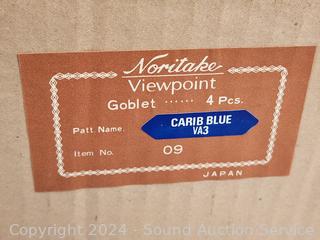 Noritake
Viewpoint
Goblet ...... 4 Pcs.
Patt Name. CARIB BLUE
VA3
Item No. 09
JAPAN
Copyright 2024 - Sound Auction Service